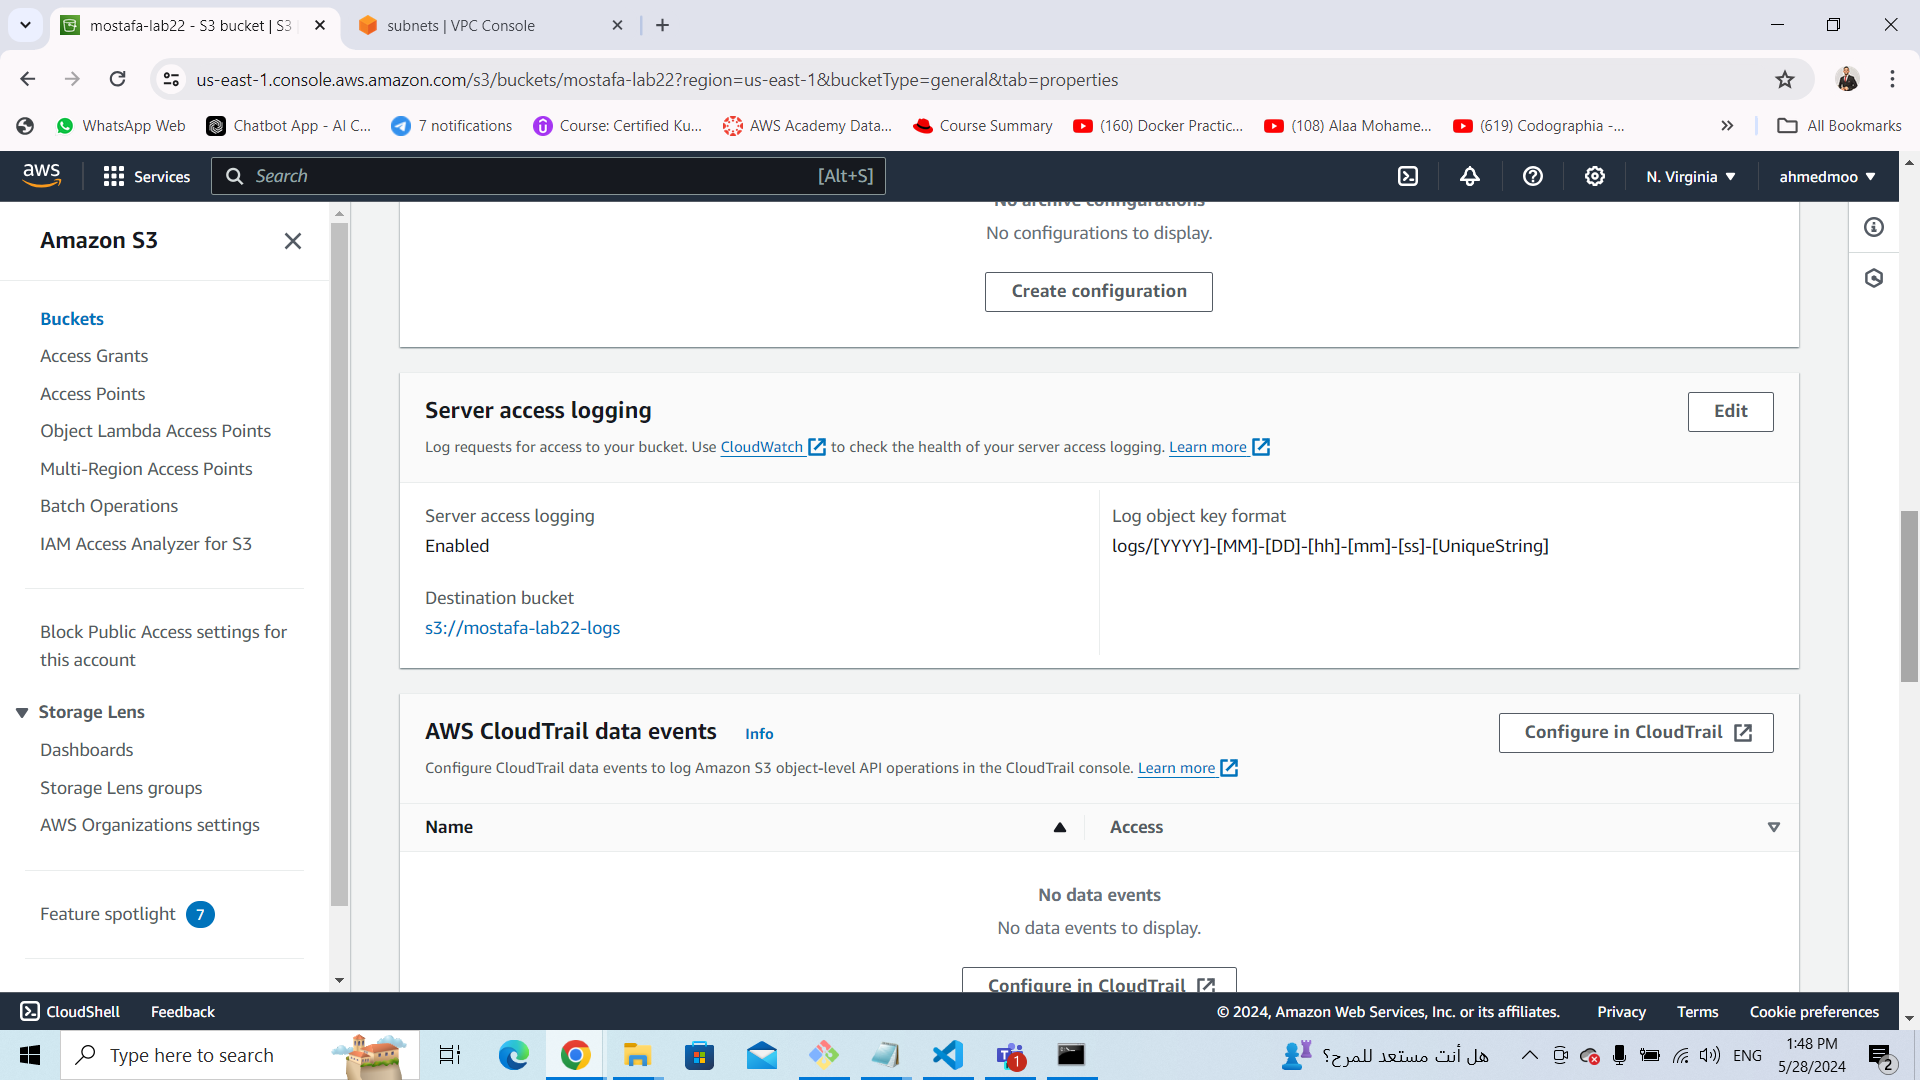 mostafa-lab22 - S3 bucket | S3
subnets | VPC Console
us-east-1.console.aws.amazon.com/s3/buckets/mostafa-lab22?region=us-east-1&bucketType=general&tab=properties
WhatsApp Web
Chatbot App - AI C...
7 notifications
Course: Certified Ku...
AWS Academy Data...
Course Summary
(160) Docker Practic...
(108) Alaa Mohame...
(619) Codographia -...
All Bookmarks
aws
Services
Search
[Alt+S]
N. Virginia
ahmedmoo
Amazon S3
Buckets
Access Grants
Access Points
Object Lambda Access Points
Multi-Region Access Points
Batch Operations
IAM Access Analyzer for S3
Block Public Access settings for
this account
Storage Lens
Dashboards
Storage Lens groups
AWS Organizations settings
Feature spotlight 7
No archive configurations
No configurations to display.
Create configuration
Server access logging
Edit
Log requests for access to your bucket. Use CloudWatch to check the health of your server access logging. Learn more
Server access logging
Enabled
Destination bucket
s3://mostafa-lab22-logs
Log object key format
logs/[YYYY]-[MM]-[DD]-[hh]-[mm]-[ss]-[UniqueString]
AWS CloudTrail data events Info
Configure in CloudTrail
Configure CloudTrail data events to log Amazon S3 object-level API operations in the CloudTrail console. Learn more
Name
Access
No data events
No data events to display.
Configure in CloudTrail
CloudShell
Feedback
© 2024, Amazon Web Services, Inc. or its affiliates.
Privacy
Terms
Cookie preferences
Type here to search
1
هل أنت مستعد للمرح؟
ENG
1:48 PM
5/28/2024
2